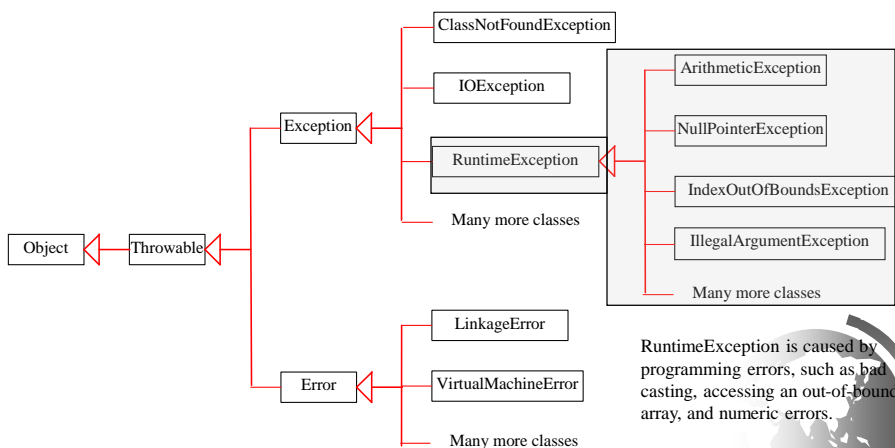 ClassNotFoundException
IOException
Exception
RuntimeException
Many more classes
ArithmeticException
NullPointerException
IndexOutOfBoundsException
IllegalArgumentException
Many more classes
Object
Throwable
Error
LinkageError
VirtualMachineError
Many more classes
RuntimeException is caused by
programming errors, such as bad
casting, accessing an out-of-bound
array, and numeric errors.